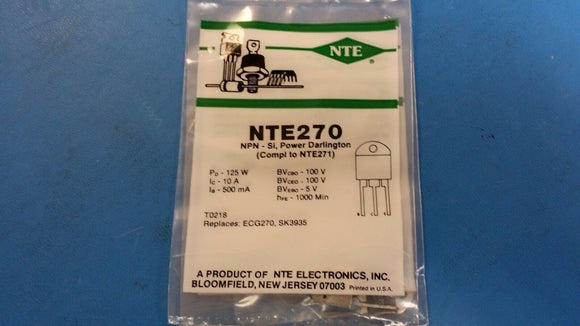 NTE
®
NTE270
NPN - Si, Power Darlington
(Compl to NTE271)
PD - 125 W BVCBO - 100 V
IC - 10 A BVCEO - 100 V
IB - 500 mA BVEBO - 5 V
hFE - 1000 Min
T0218
Replaces: ECG270, SK3935
A PRODUCT OF NTE ELECTRONICS, INC.
BLOOMFIELD, NEW JERSEY 07003 Printed in U.S.A.